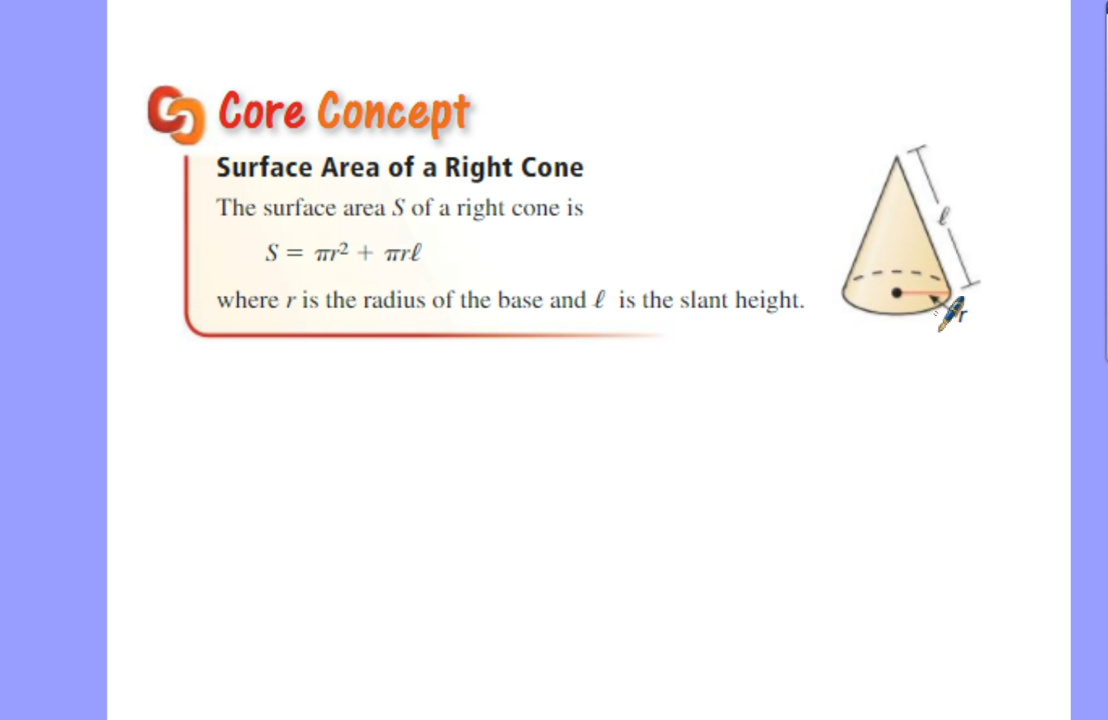 Core Concept
Surface Area of a Right Cone
The surface area S of a right cone is
S = πr² + πrℓ
where r is the radius of the base and ℓ is the slant height.
ℓ
r